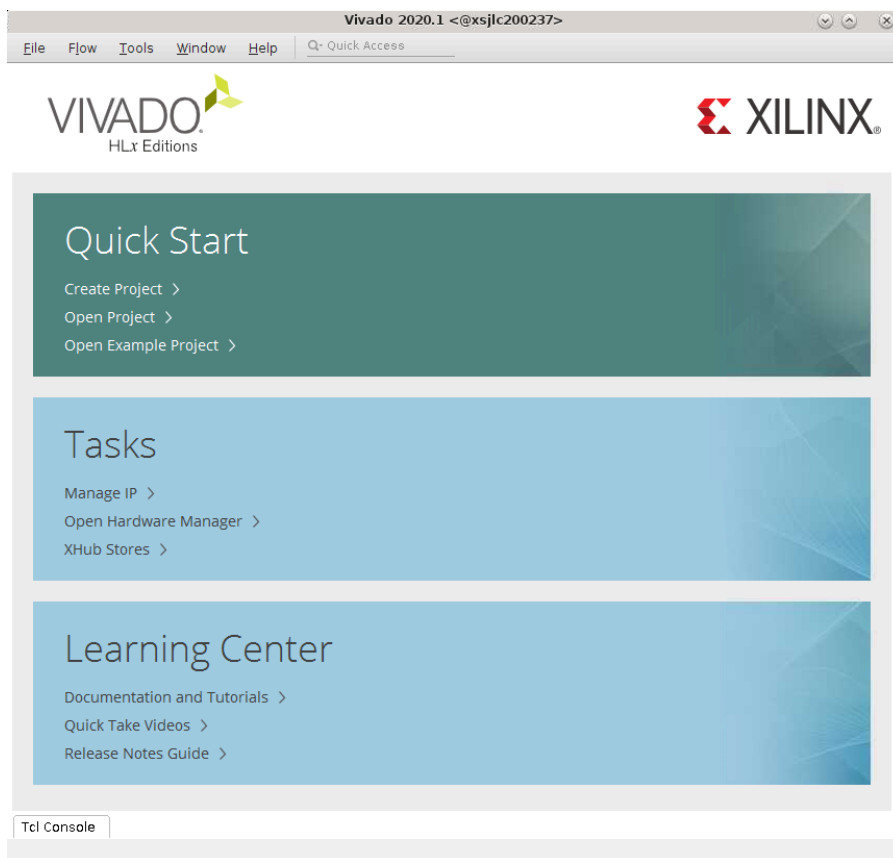 Vivado 2020.1 <@xsjlc200237>
File Flow Tools Window Help Q- Quick Access
VIVADO.
HLx Editions
XILINX®
Quick Start
Create Project >
Open Project >
Open Example Project >
Tasks
Manage IP >
Open Hardware Manager >
XHub Stores >
Learning Center
Documentation and Tutorials >
Quick Take Videos >
Release Notes Guide >
Tcl Console